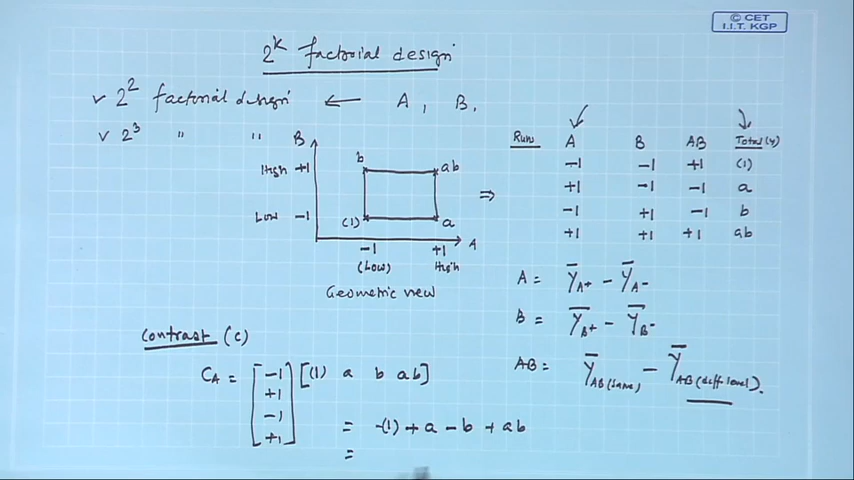 © CET
I.I.T. KGP
2^k factorial design
✓ 2^2 factorial design ← A, B,
✓ 2^3 " "
B
High +1
Low -1
b
ab
(1)
a
-1
(Low)
+1
High
A
Geometric view
⇒
Run A B AB Total (y)
-1 -1 +1 (1)
+1 -1 -1 a
-1 +1 -1 b
+1 +1 +1 ab
A = Ȳ_A+ - Ȳ_A-
B = Ȳ_B+ - Ȳ_B-
AB = Ȳ_AB(same) - Ȳ_AB(diff level).
Contrast (C)
C_A = [-1 +1 -1 +1] [(1) a b ab]
= -(1) + a - b + ab
=